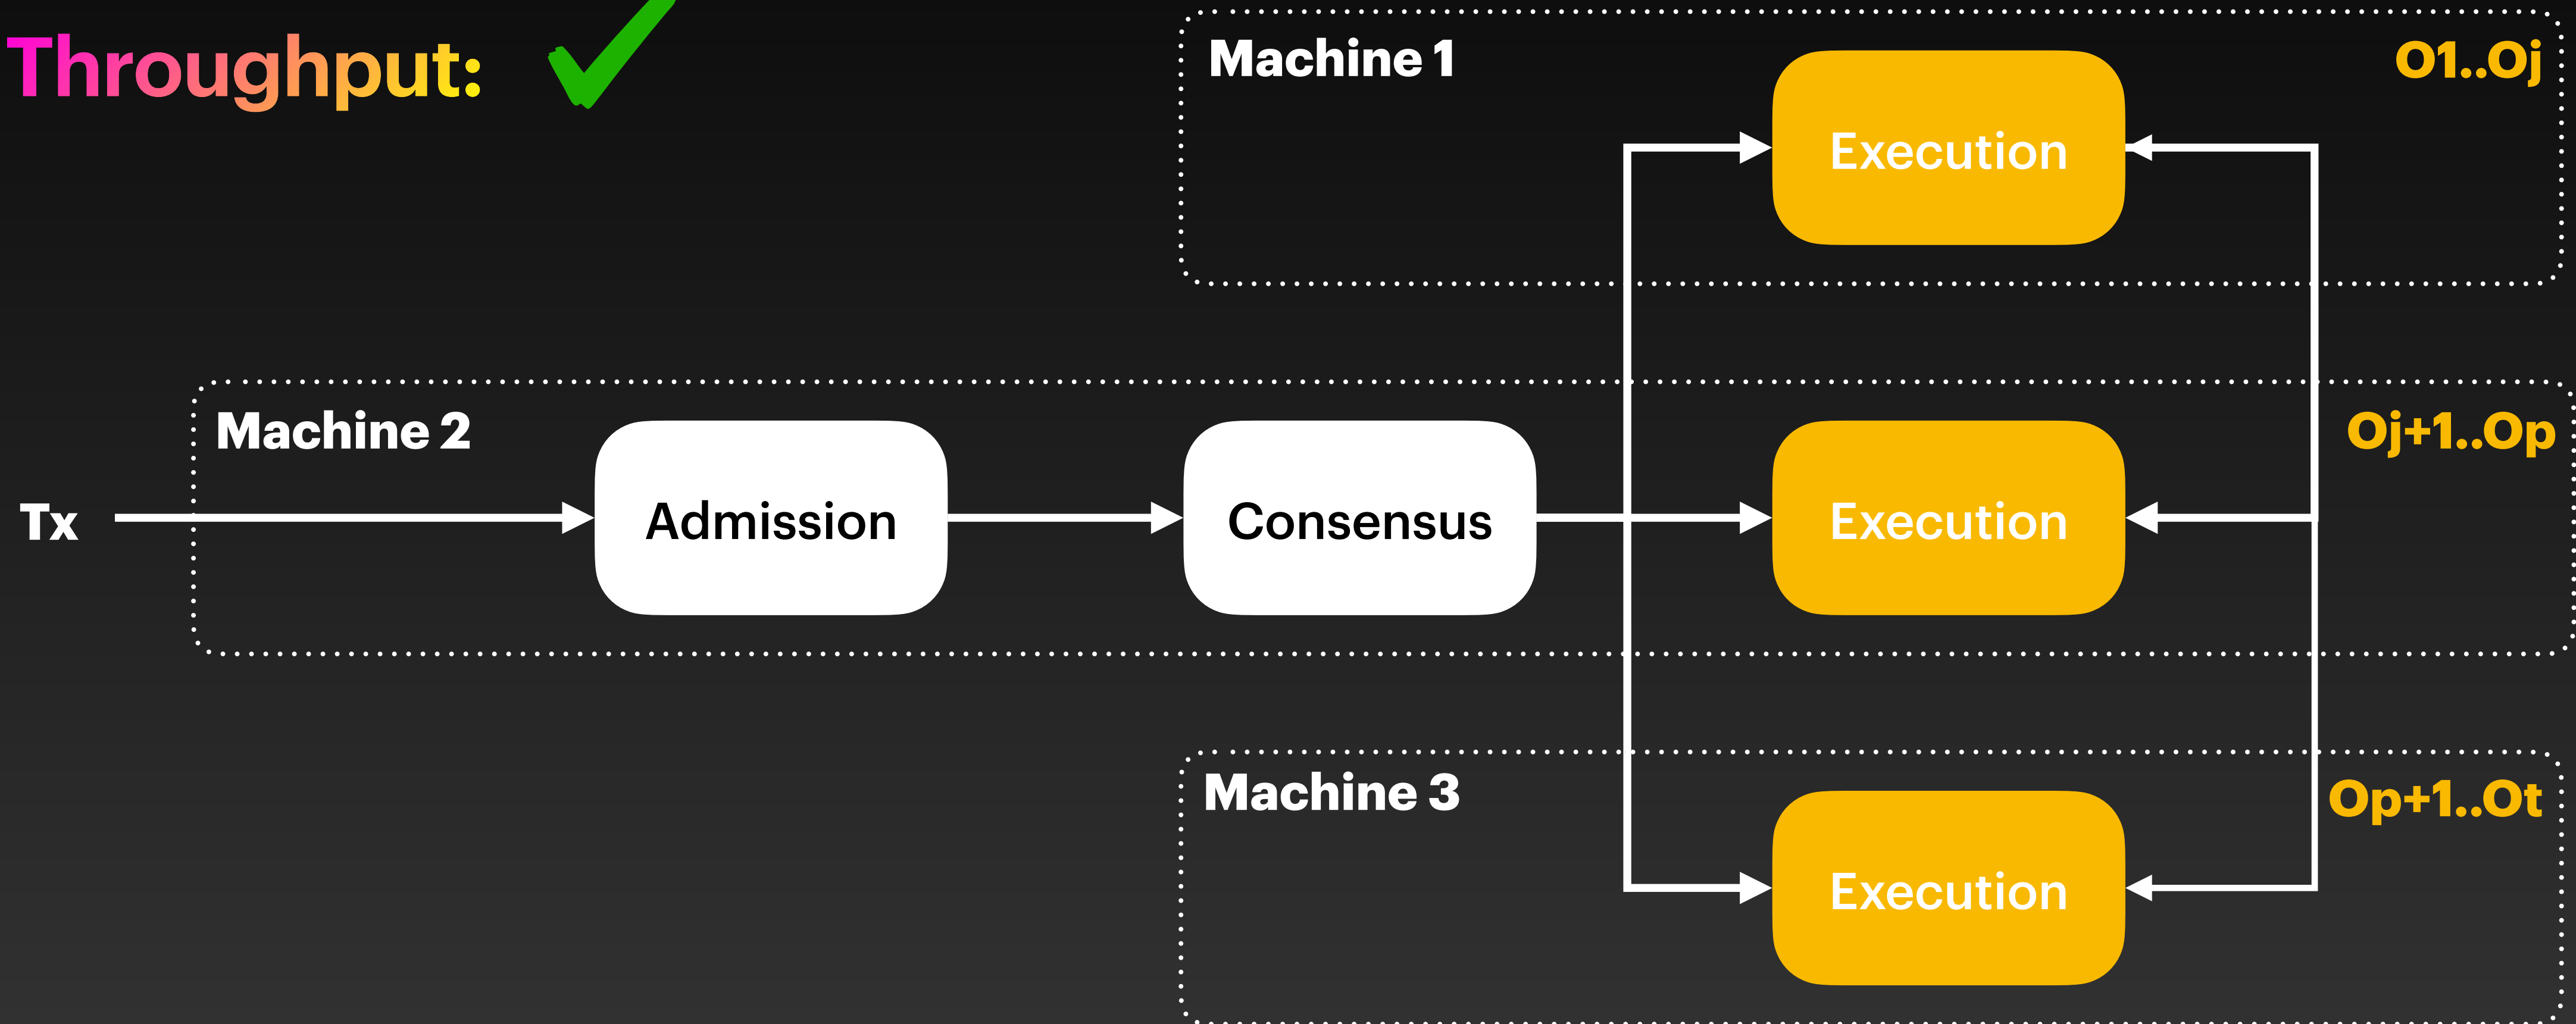 Throughput:
Machine 1
O1..Oj
Execution
Machine 2
Oj+1..Op
Tx
Admission
Consensus
Execution
Machine 3
Op+1..Ot
Execution